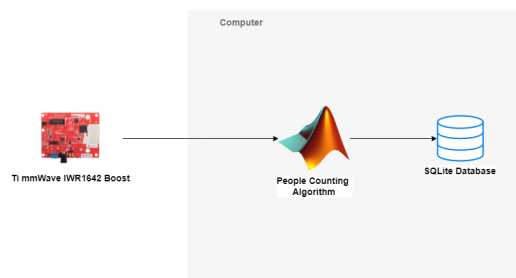 Computer
Ti mmWave IWR1642 Boost
People Counting
Algorithm
SQLite Database